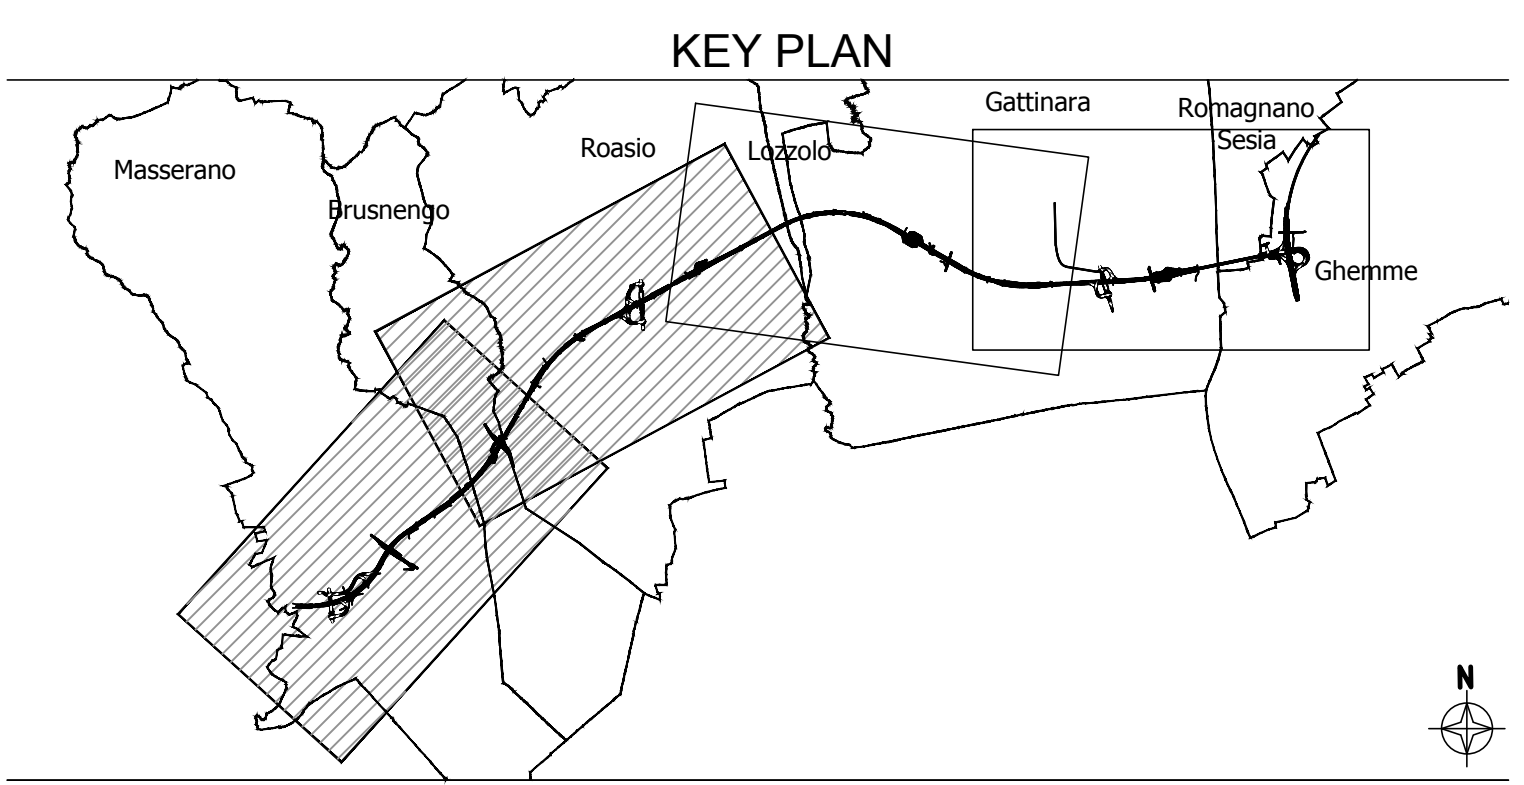 KEY PLAN
Gattinara
Romagnano
Sesia
Roasio
Lozzolo
Masserano
Brusnengo
Ghemme
N